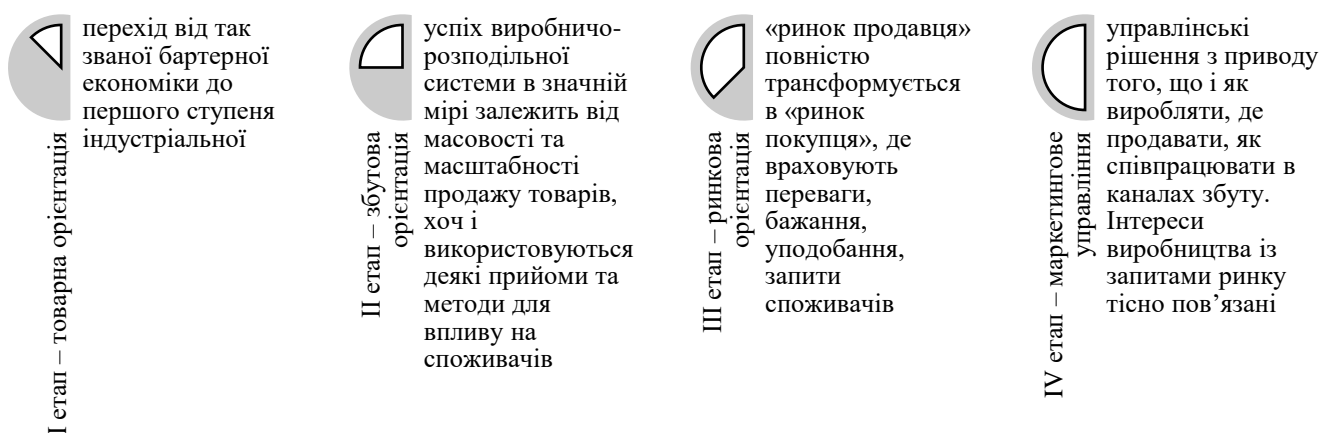 І етап – товарна орієнтація
перехід від так
званої бартерної
економіки до
першого ступеня
індустріальної
ІІ етап – збутова
орієнтація
успіх виробничо-
розподільної
системи в значній
мірі залежить від
масовості та
масштабності
продажу товарів,
хоч і
використовуються
деякі прийоми та
методи для
впливу на
споживачів
ІІІ етап – ринкова
орієнтація
«ринок продавця»
повністю
трансформується
в «ринок
покупця», де
враховують
переваги,
бажання,
уподобання,
запити
споживачів
IV етап – маркетингове
управління
управлінські
рішення з приводу
того, що і як
виробляти, де
продавати, як
співпрацювати в
каналах збуту.
Інтереси
виробництва із
запитами ринку
тісно пов’язані